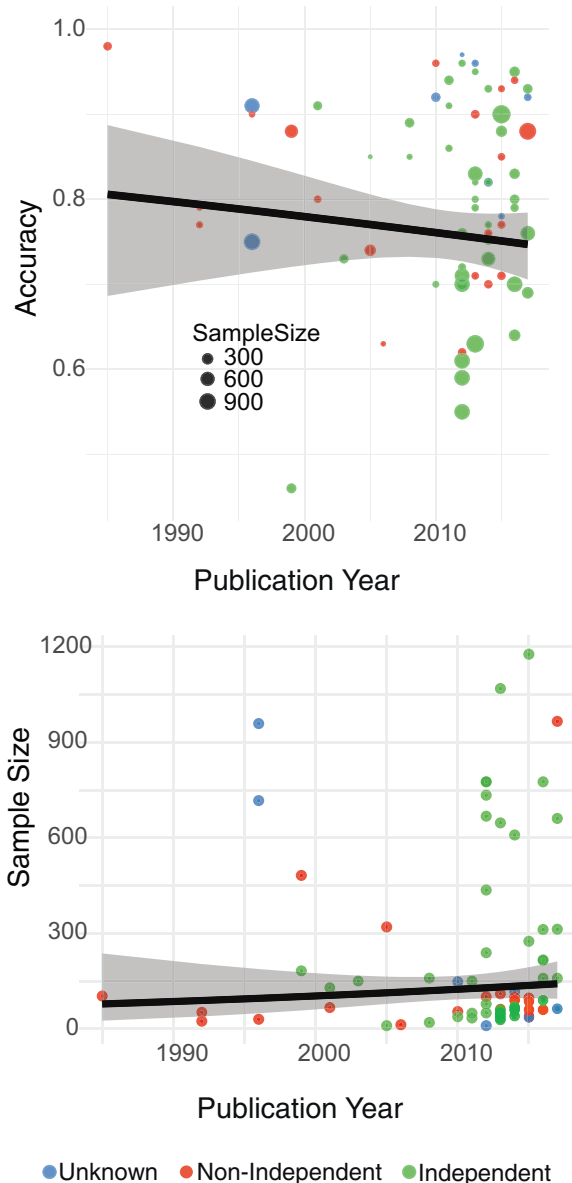 1.0
0.8
0.6
Accuracy
SampleSize
300
600
900
1990 2000 2010
Publication Year
1200
900
600
300
0
Sample Size
1990 2000 2010
Publication Year
Unknown Non-Independent Independent